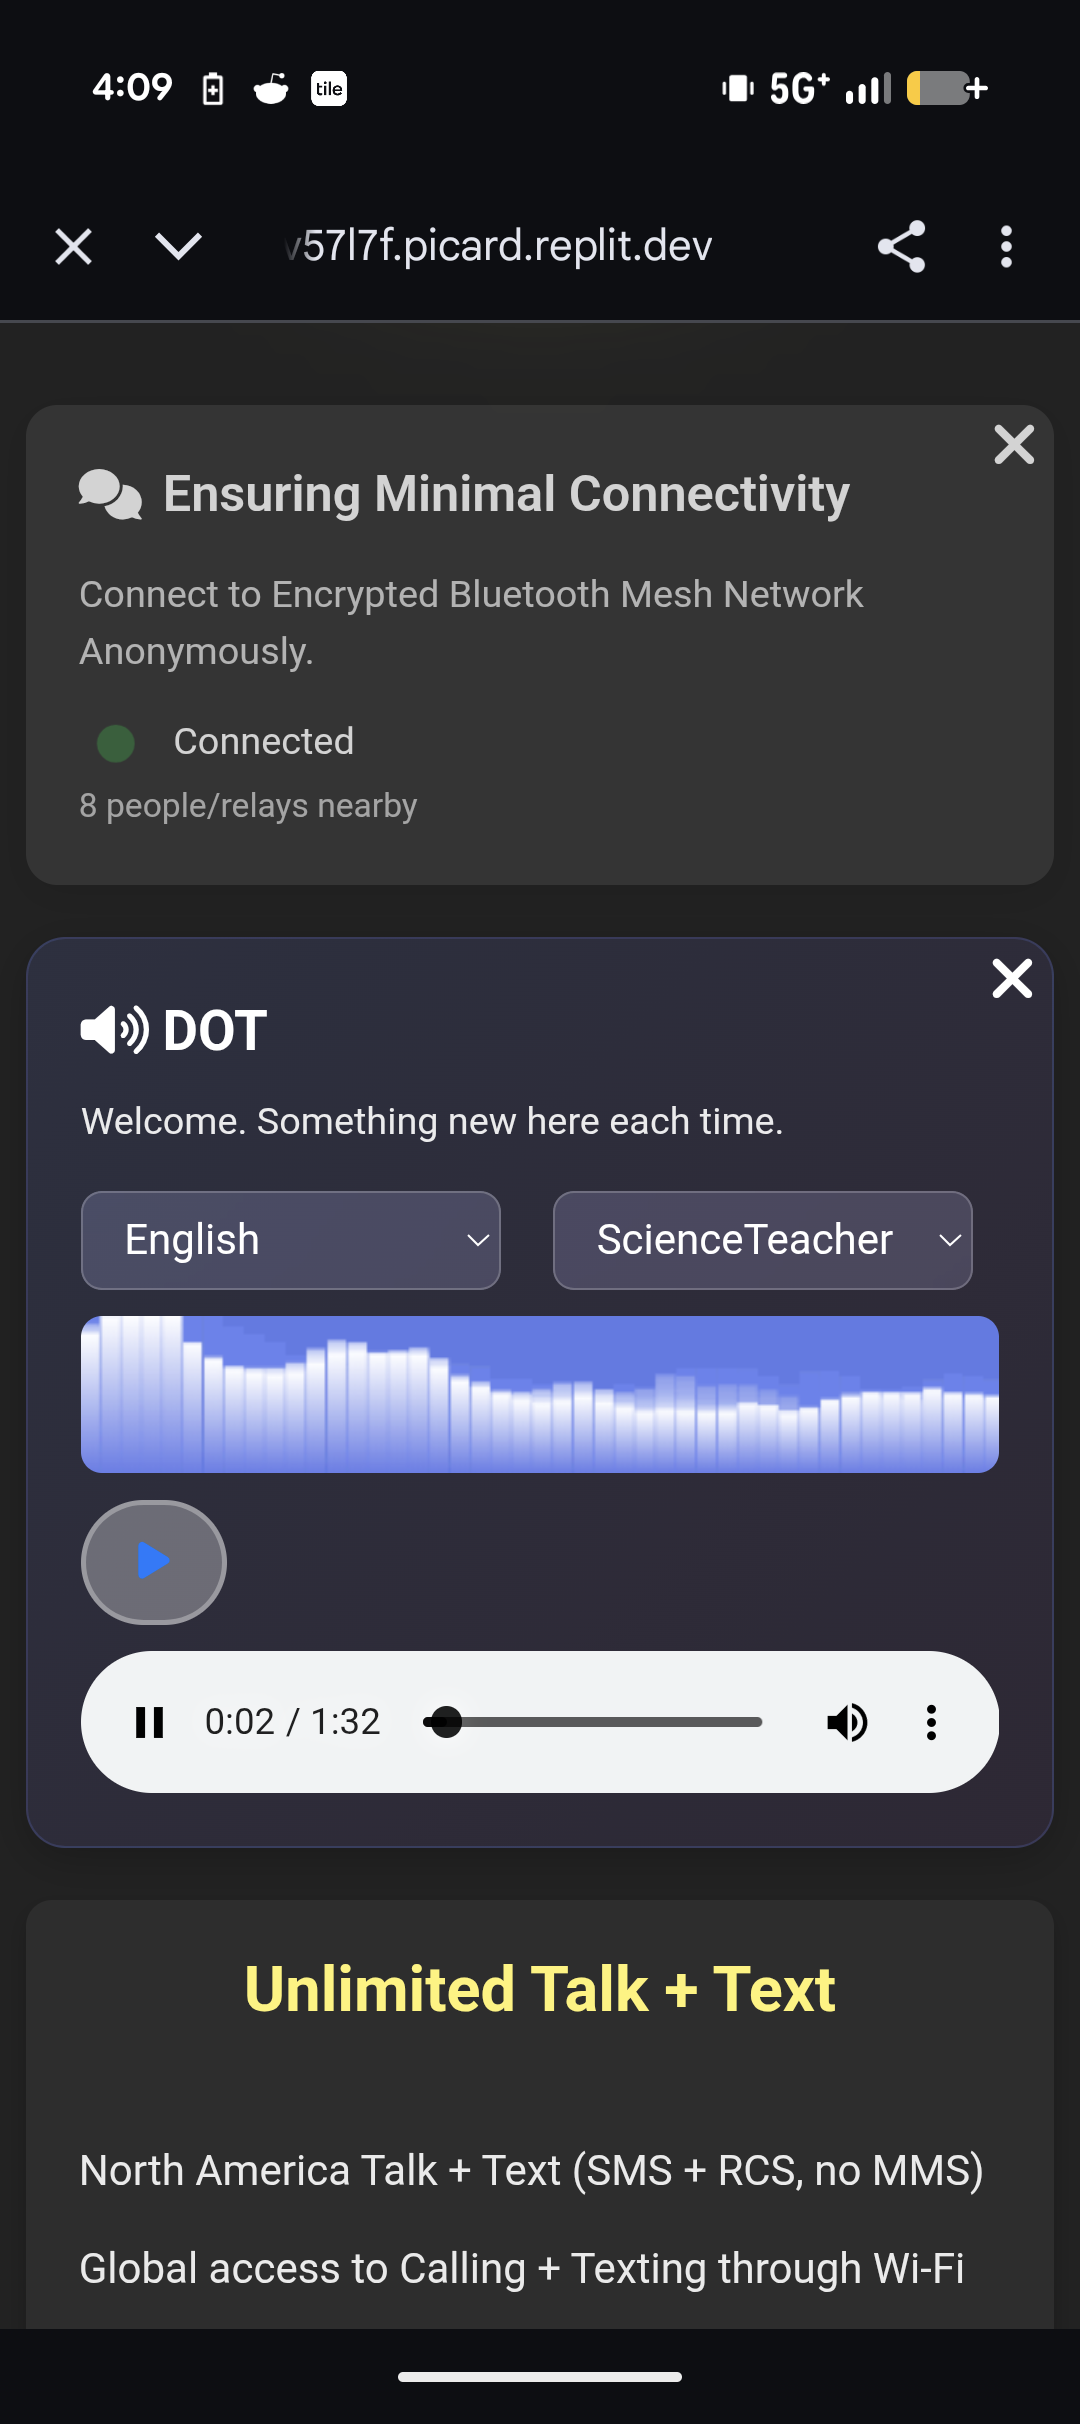 4:09
tile
5G+
v57l7f.picard.replit.dev
Ensuring Minimal Connectivity
Connect to Encrypted Bluetooth Mesh Network
Anonymously.
Connected
8 people/relays nearby
DOT
Welcome. Something new here each time.
English
ScienceTeacher
0:02 / 1:32
Unlimited Talk + Text
North America Talk + Text (SMS + RCS, no MMS)
Global access to Calling + Texting through Wi-Fi